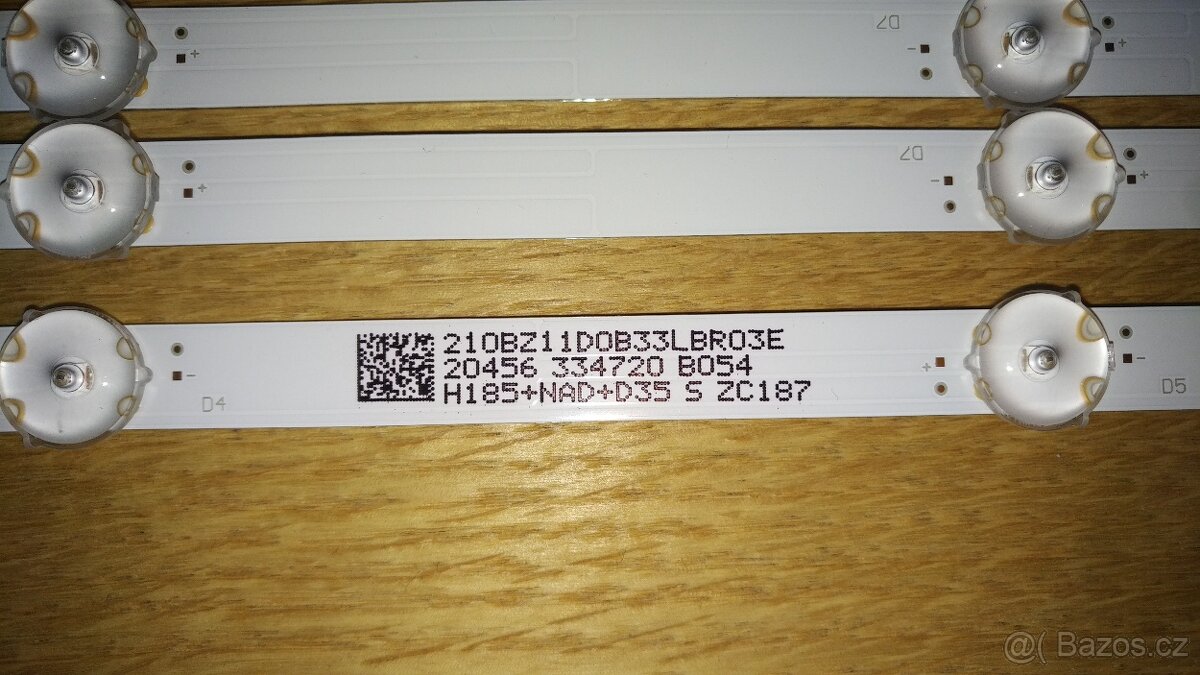 D7
- +
+ - D7 +
210BZ11D0B33LBR03E
20456 334720 B054
H185+NAD+D35 S ZC187
- D4 + - D5
@( Bazos.cz